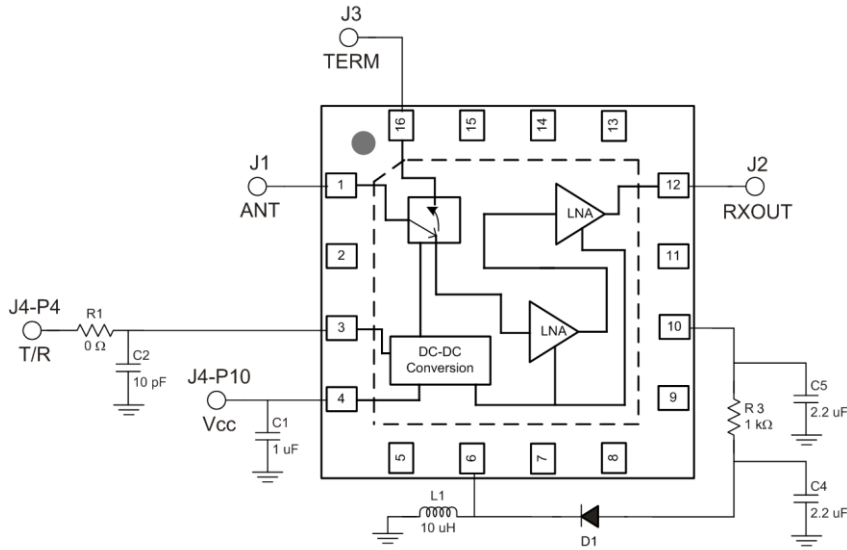 J3
TERM
16
15
14
13
J1
ANT
1
12
J2
RXOUT
LNA
2
11
J4-P4
T/R
R1
0 Ω
C2
10 pF
3
10
LNA
DC-DC
Conversion
J4-P10
Vcc
C1
1 uF
4
9
R 3
1 kΩ
C5
2.2 uF
5
6
7
8
L1
10 uH
D1
C4
2.2 uF